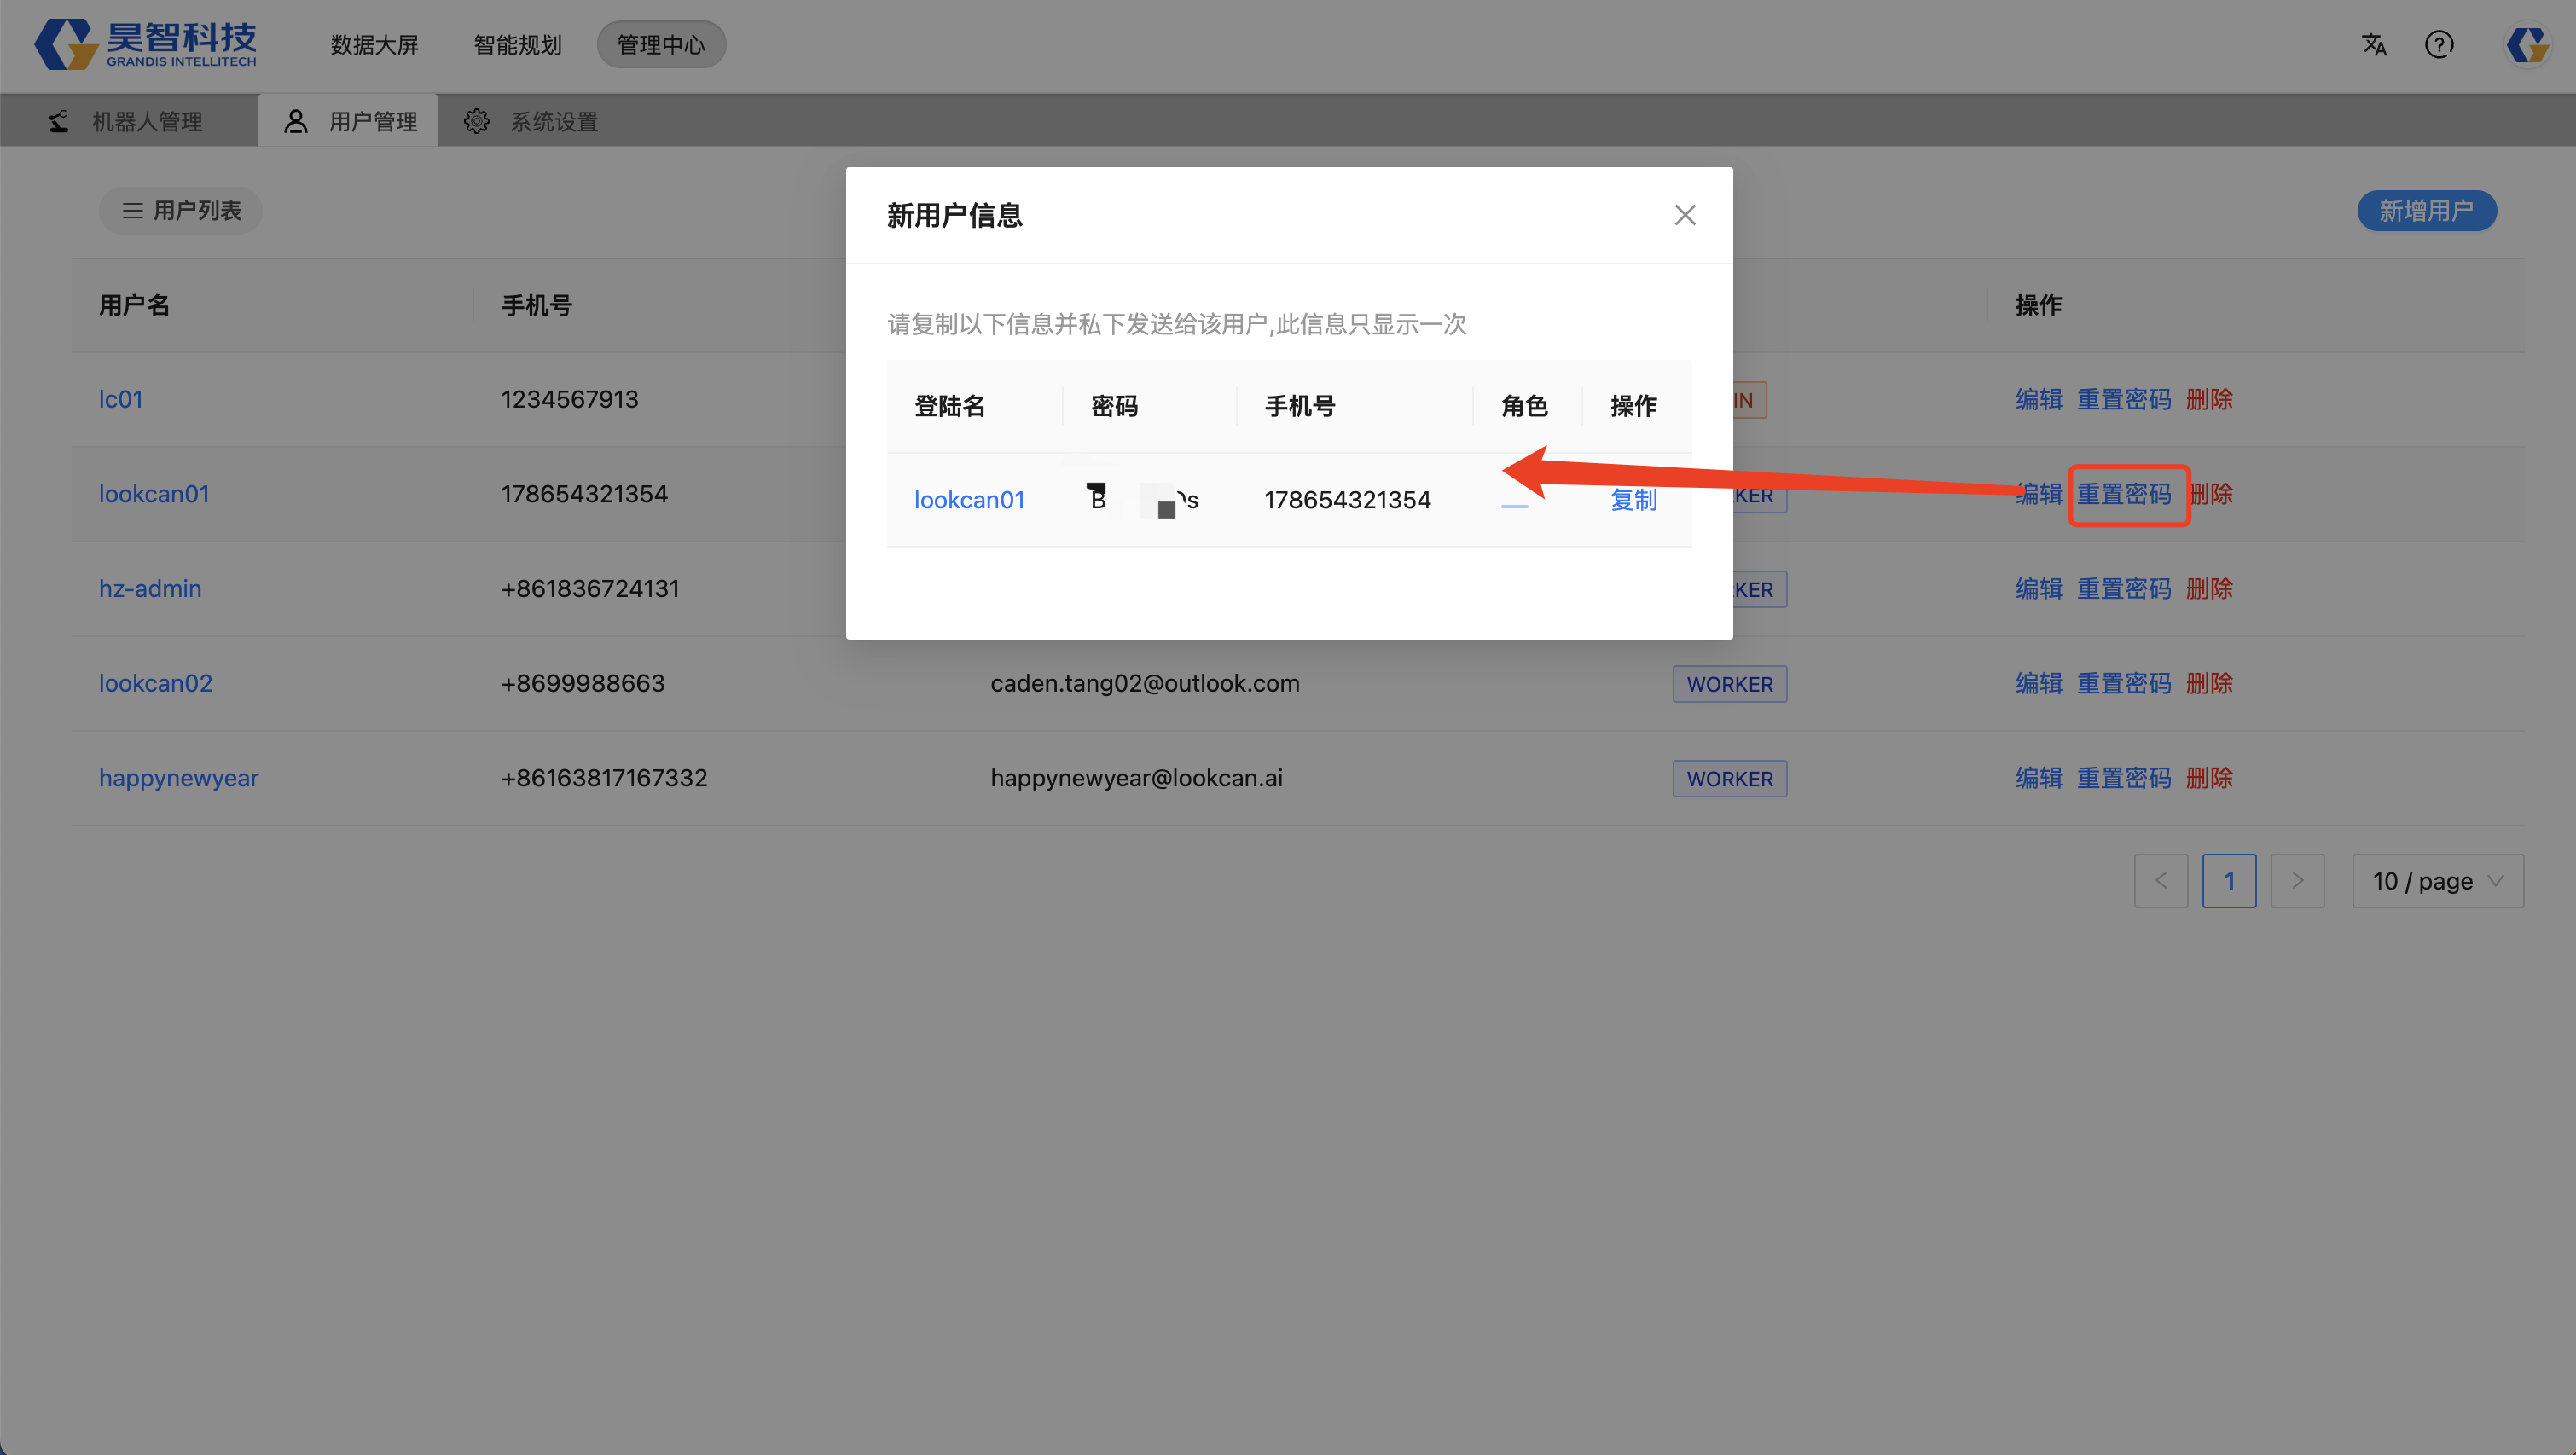 昊智科技
GRANDIS INTELLITECH
数据大屏 智能规划 管理中心
机器人管理 用户管理 系统设置
用户列表 新增用户
新用户信息
请复制以下信息并私下发送给该用户,此信息只显示一次
登陆名 密码 手机号 角色 操作
lookcan01 178654321354 复制
用户名 手机号 操作
lc01 1234567913 编辑 重置密码 删除
lookcan01 178654321354 编辑 重置密码 删除
hz-admin +861836724131 编辑 重置密码 删除
lookcan02 +8699988663 caden.tang02@outlook.com WORKER 编辑 重置密码 删除
happynewyear +86163817167332 happynewyear@lookcan.ai WORKER 编辑 重置密码 删除
< 1 > 10 / page